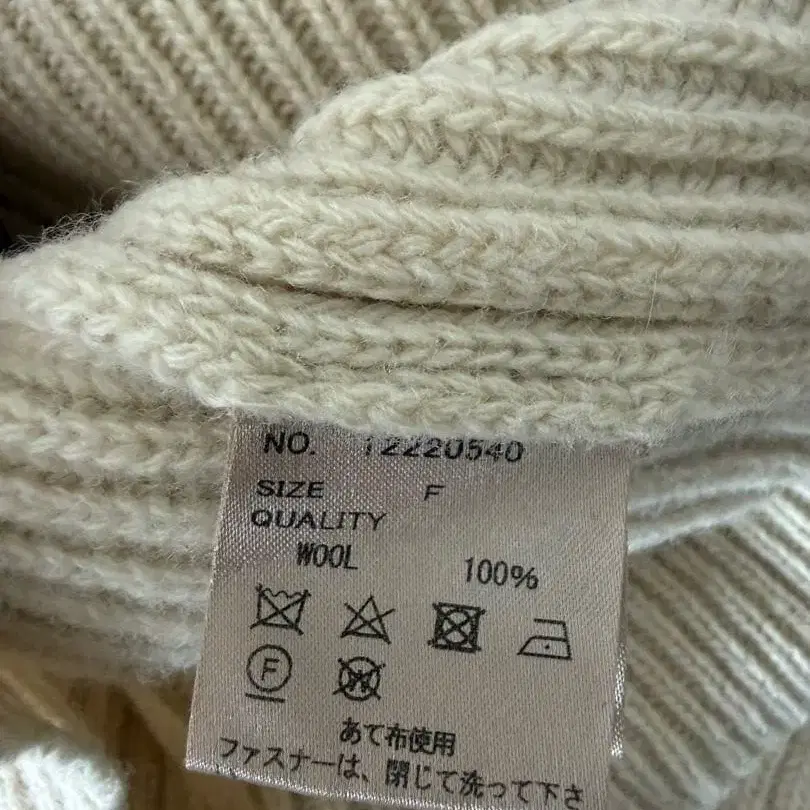 NO. 12220540
SIZE F
QUALITY
WOOL 100%
F
W
あて布使用
ファスナーは、閉じて洗って下さ